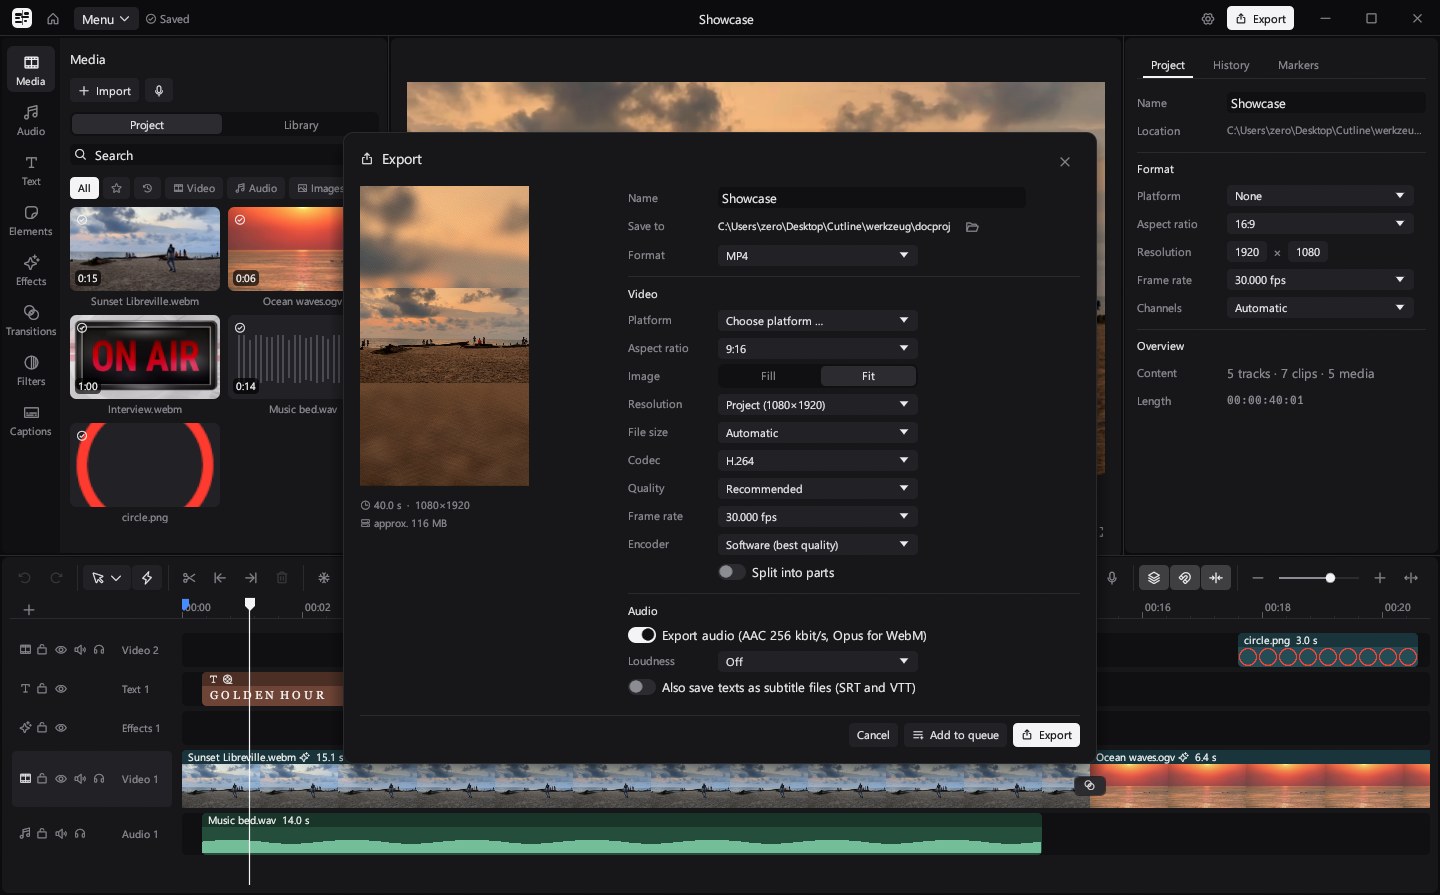 Menu
Saved
Showcase
Export
Media
Audio
Text
Elements
Effects
Transitions
Filters
Captions
Media
Import
Project
Library
Search
All
Video
Audio
Images
0:15
Sunset Libreville.webm
0:06
Ocean waves.ogv
ON AIR
1:00
Interview.webm
0:14
Music bed.wav
circle.png
Export
40.0 s · 1080×1920
approx. 116 MB
Name Showcase
Save to C:\Users\zero\Desktop\Cutline\werkzeug\docproj
Format MP4
Video
Platform Choose platform ...
Aspect ratio 9:16
Image Fill Fit
Resolution Project (1080×1920)
File size Automatic
Codec H.264
Quality Recommended
Frame rate 30.000 fps
Encoder Software (best quality)
Split into parts
Audio
Export audio (AAC 256 kbit/s, Opus for WebM)
Loudness Off
Also save texts as subtitle files (SRT and VTT)
Cancel
Add to queue
Export
Project
History
Markers
Name Showcase
Location C:\Users\zero\Desktop\Cutline\werkzeu...
Format
Platform None
Aspect ratio 16:9
Resolution 1920 × 1080
Frame rate 30.000 fps
Channels Automatic
Overview
Content 5 tracks · 7 clips · 5 media
Length 00:00:40:01
00:00 00:02 00:16 00:18 00:20
Video 2
circle.png 3.0 s
Text 1
T
GOLDEN HOUR
Effects 1
Video 1
Sunset Libreville.webm 15.1 s
Ocean waves.ogv 6.4 s
Audio 1
Music bed.wav 14.0 s